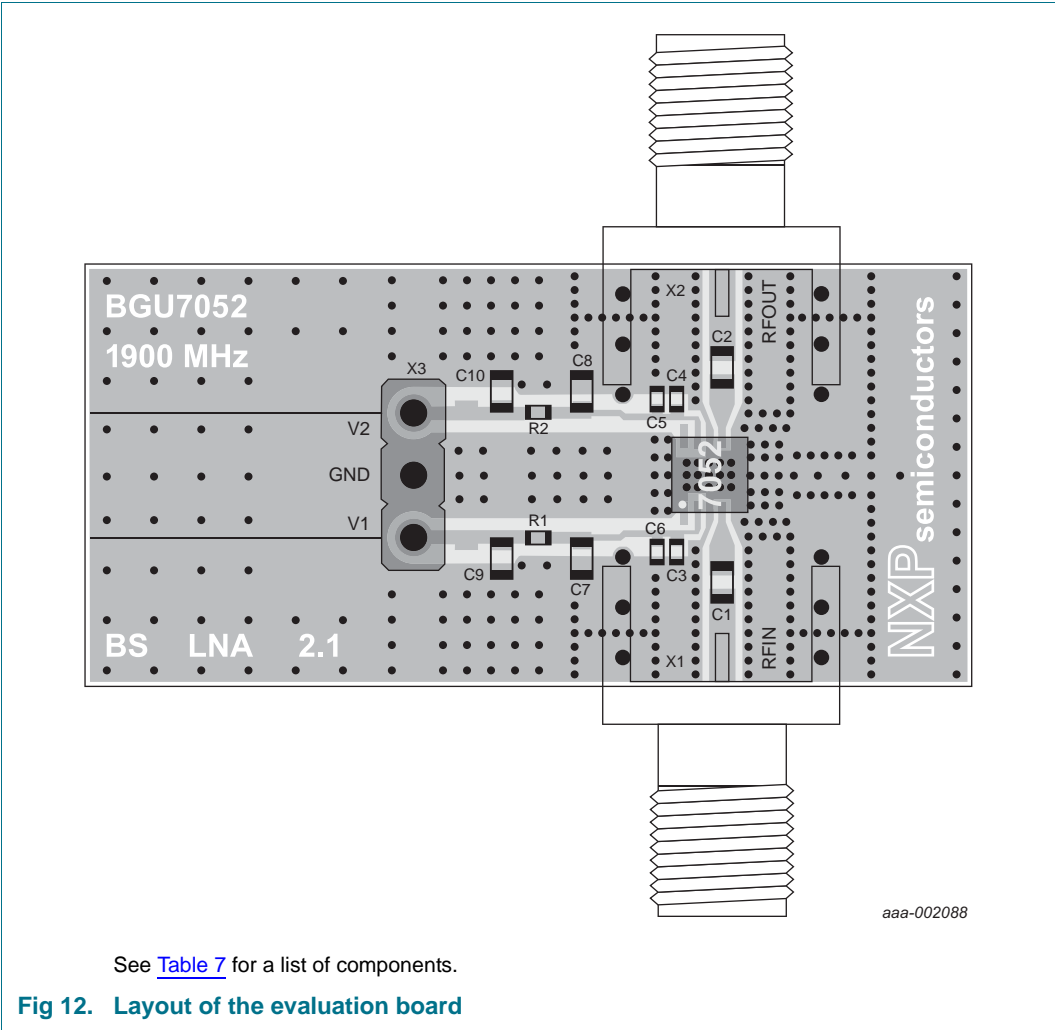 BGU7052
1900 MHz
X3
C10
C8
X2
RFOUT
C2
C4
V2
R2
C5
GND
7052
V1
R1
C6
C9
C7
C3
C1
X1
RFIN
BS LNA 2.1
NXP semiconductors
aaa-002088
See Table 7 for a list of components.
Fig 12. Layout of the evaluation board